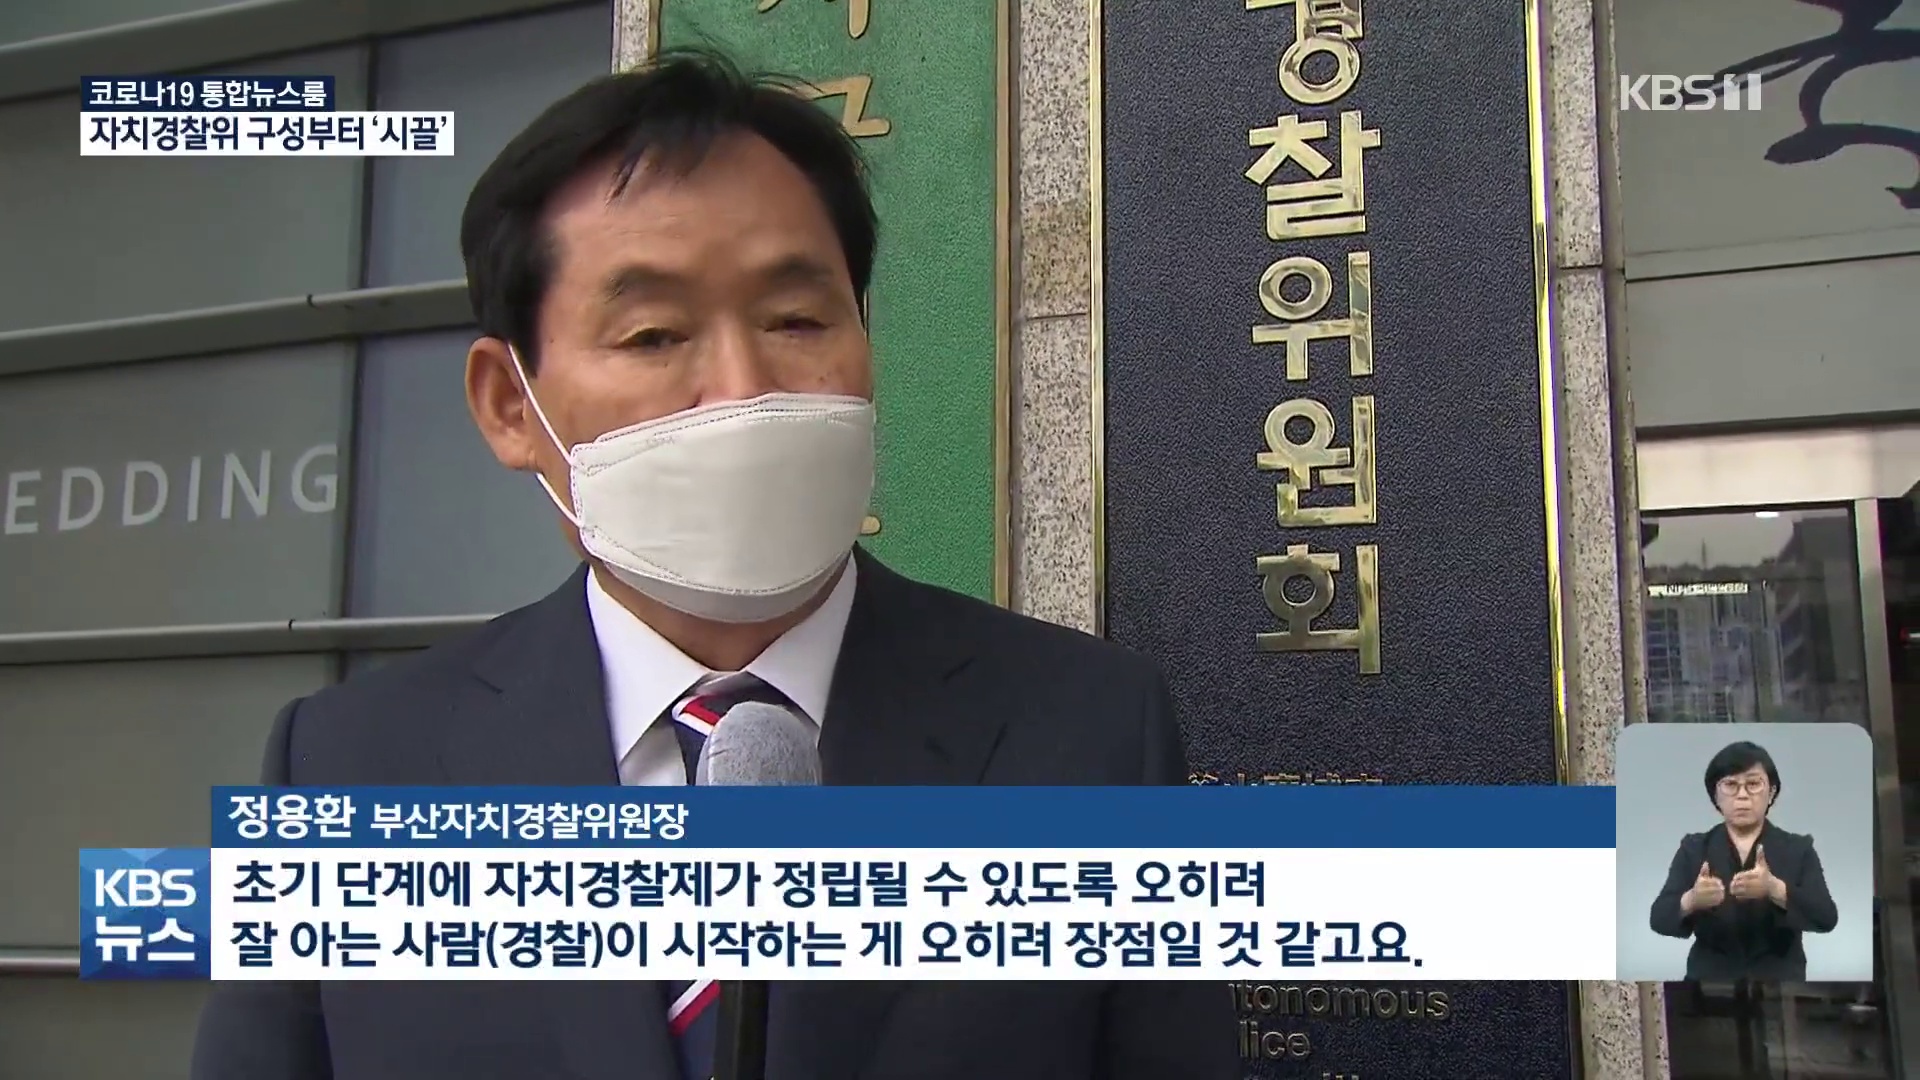 코로나19 통합뉴스룸
자치경찰위 구성부터 ‘시끌’
KBS 1
EDDING
경찰위원회
정용환 부산자치경찰위원장
KBS
뉴스
초기 단계에 자치경찰제가 정립될 수 있도록 오히려
잘 아는 사람(경찰)이 시작하는 게 오히려 장점일 것 같고요.
utonomous
lice